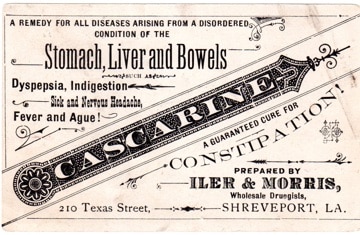 A REMEDY FOR ALL DISEASES ARISING FROM A DISORDERED
CONDITION OF THE
Stomach, Liver and Bowels
SUCH AS
Dyspepsia, Indigestion
Sick and Nervous Headache,
Fever and Ague!
CASCARINE
A GUARANTEED CURE FOR
CONSTIPATION!
PREPARED BY
ILER & MORRIS,
Wholesale Druggists,
210 Texas Street, SHREVEPORT, LA.